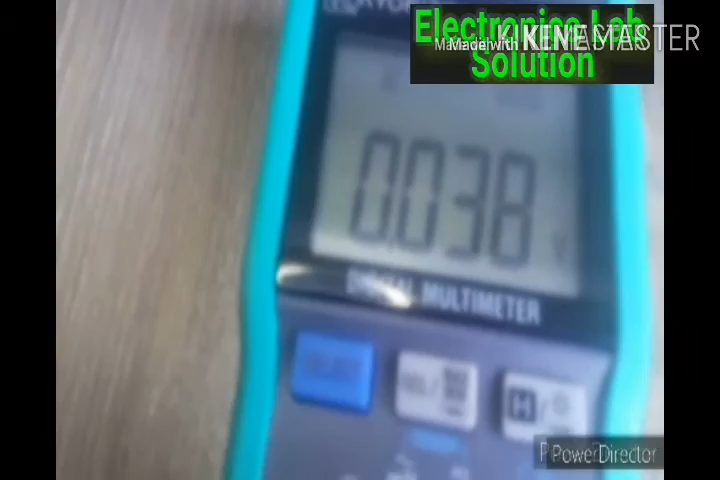 Electronics Lab
Solution
Made with KINEMASTER
0.038
V
DIGITAL MULTIMETER
H
PowerDirector